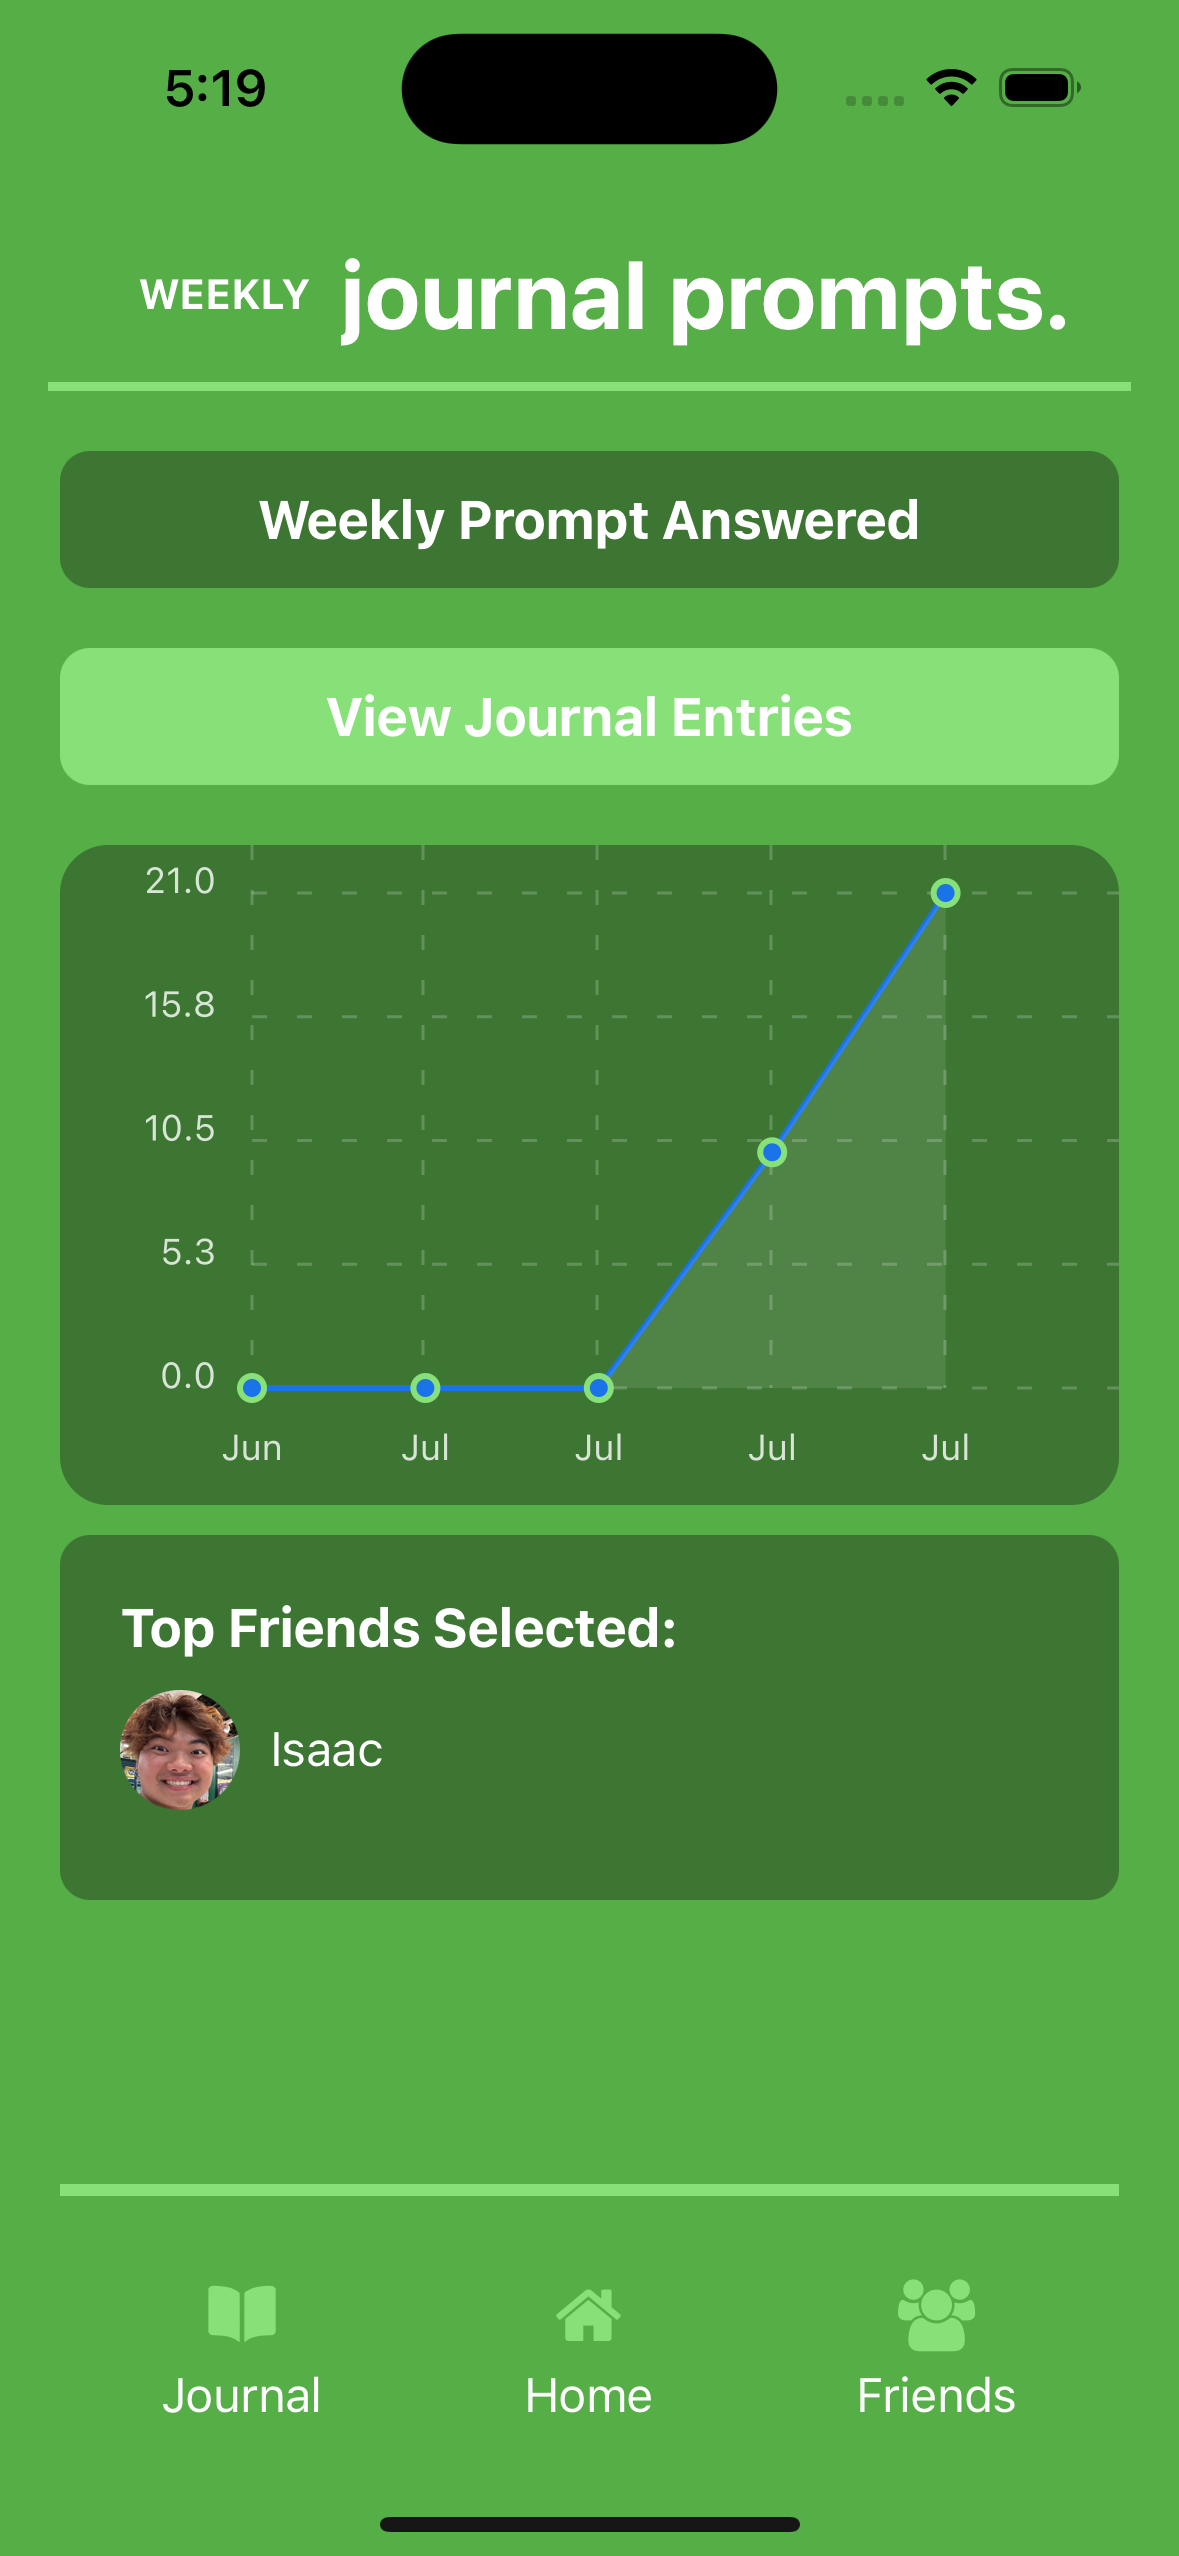 5:19
WEEKLY journal prompts.
Weekly Prompt Answered
View Journal Entries
21.0
15.8
10.5
5.3
0.0
Jun Jul Jul Jul Jul
Top Friends Selected:
Isaac
Journal Home Friends